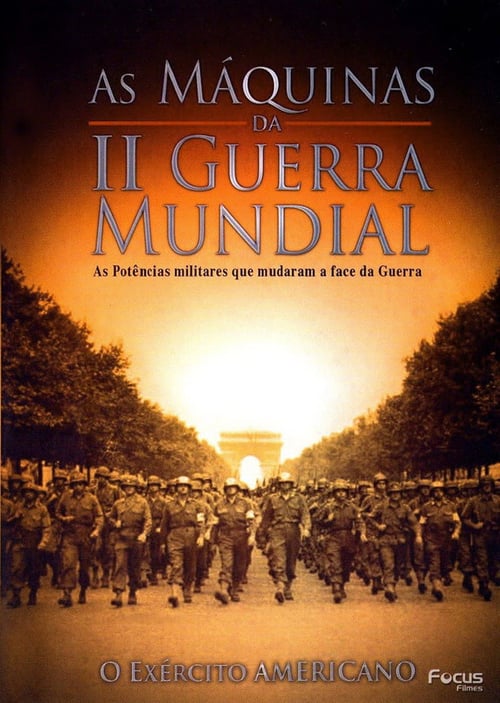 As Máquinas
da
II Guerra
Mundial
As Potências militares que mudaram a face da Guerra
O Exército AMERICANO
Focus
Filmes